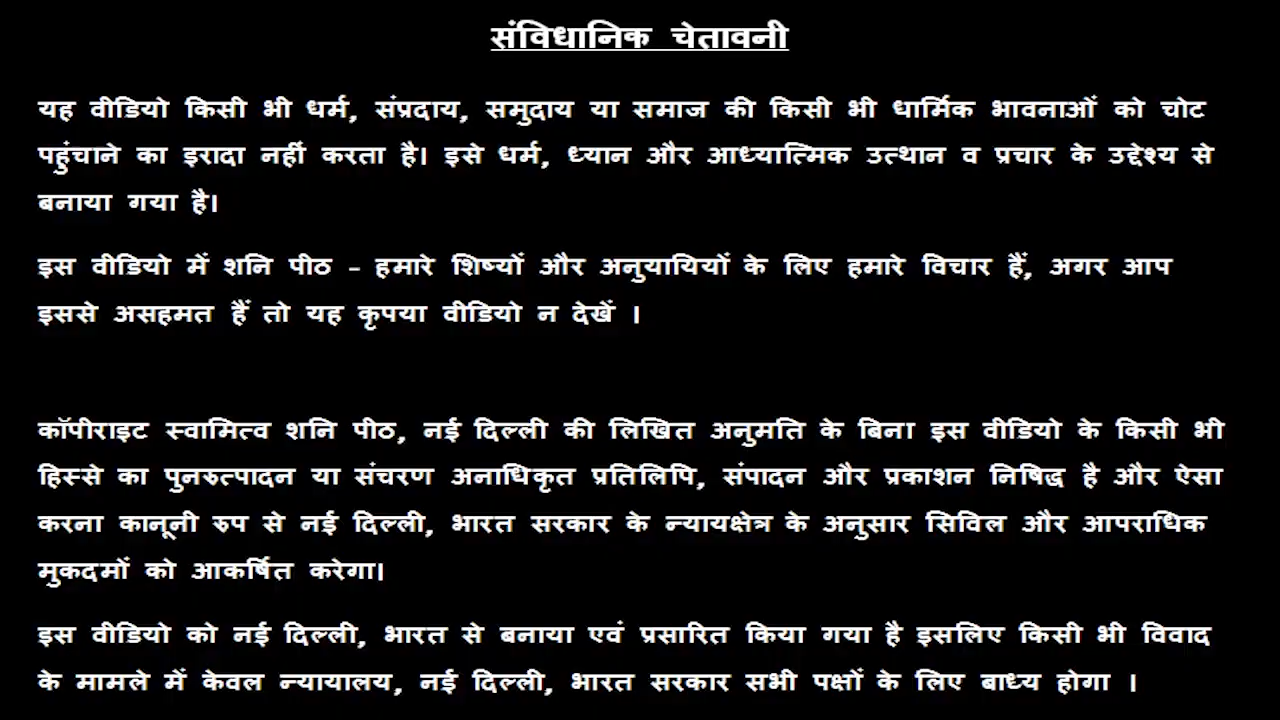 संविधानिक चेतावनी
यह वीडियो किसी भी धर्म, संप्रदाय, समुदाय या समाज की किसी भी धार्मिक भावनाओं को चोट
पहुंचाने का इरादा नहीं करता है। इसे धर्म, ध्यान और आध्यात्मिक उत्थान व प्रचार के उद्देश्य से
बनाया गया है।
इस वीडियो में शनि पीठ – हमारे शिष्यों और अनुयायियों के लिए हमारे विचार हैं, अगर आप
इससे असहमत हैं तो यह कृपया वीडियो न देखें ।
कॉपीराइट स्वामित्व शनि पीठ, नई दिल्ली की लिखित अनुमति के बिना इस वीडियो के किसी भी
हिस्से का पुनरुत्पादन या संचरण अनाधिकृत प्रतिलिपि, संपादन और प्रकाशन निषिद्ध है और ऐसा
करना कानूनी रुप से नई दिल्ली, भारत सरकार के न्यायक्षेत्र के अनुसार सिविल और आपराधिक
मुकदमों को आकर्षित करेगा।
इस वीडियो को नई दिल्ली, भारत से बनाया एवं प्रसारित किया गया है इसलिए किसी भी विवाद
के मामले में केवल न्यायालय, नई दिल्ली, भारत सरकार सभी पक्षों के लिए बाध्य होगा ।